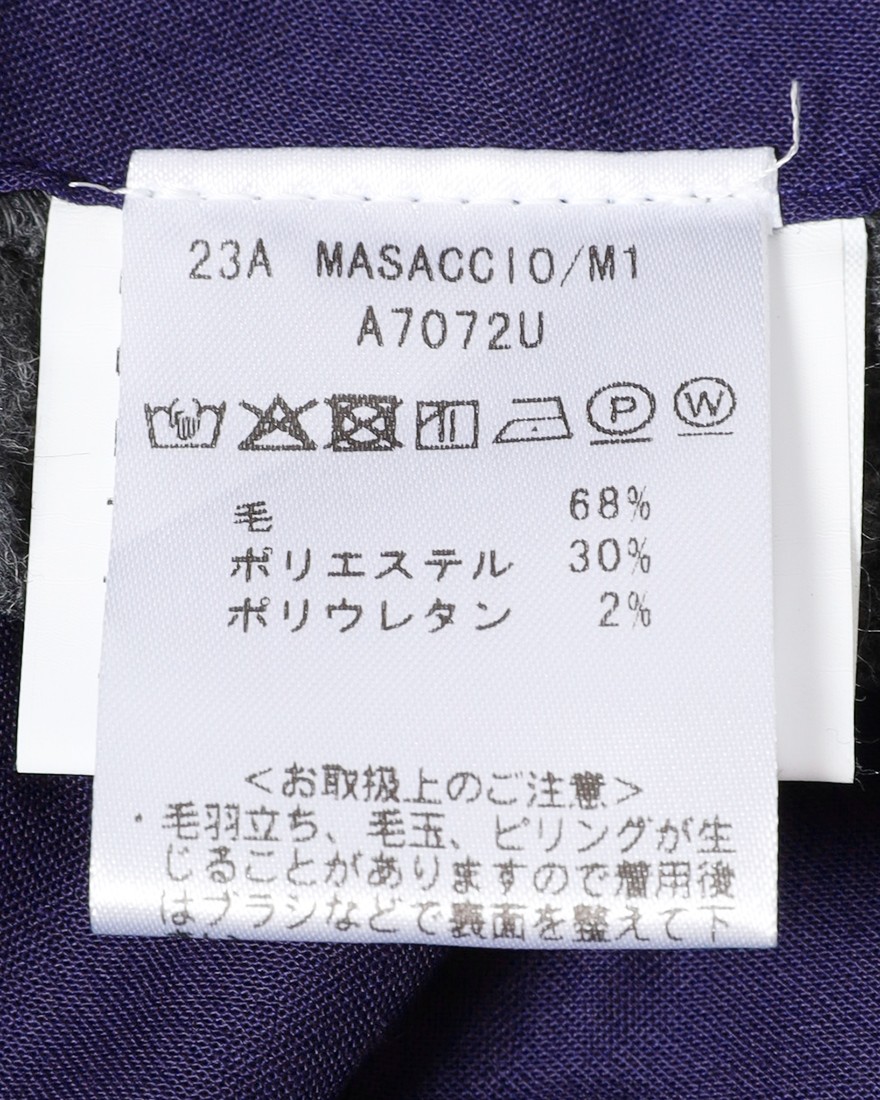 23A MASACCIO/M1
A7072U
P W
毛 68%
ポリエステル 30%
ポリウレタン 2%
<お取扱上のご注意>
・毛羽立ち、毛玉、ピリングが生
じることがありますので着用後
はブラシなどで表面を整えて下